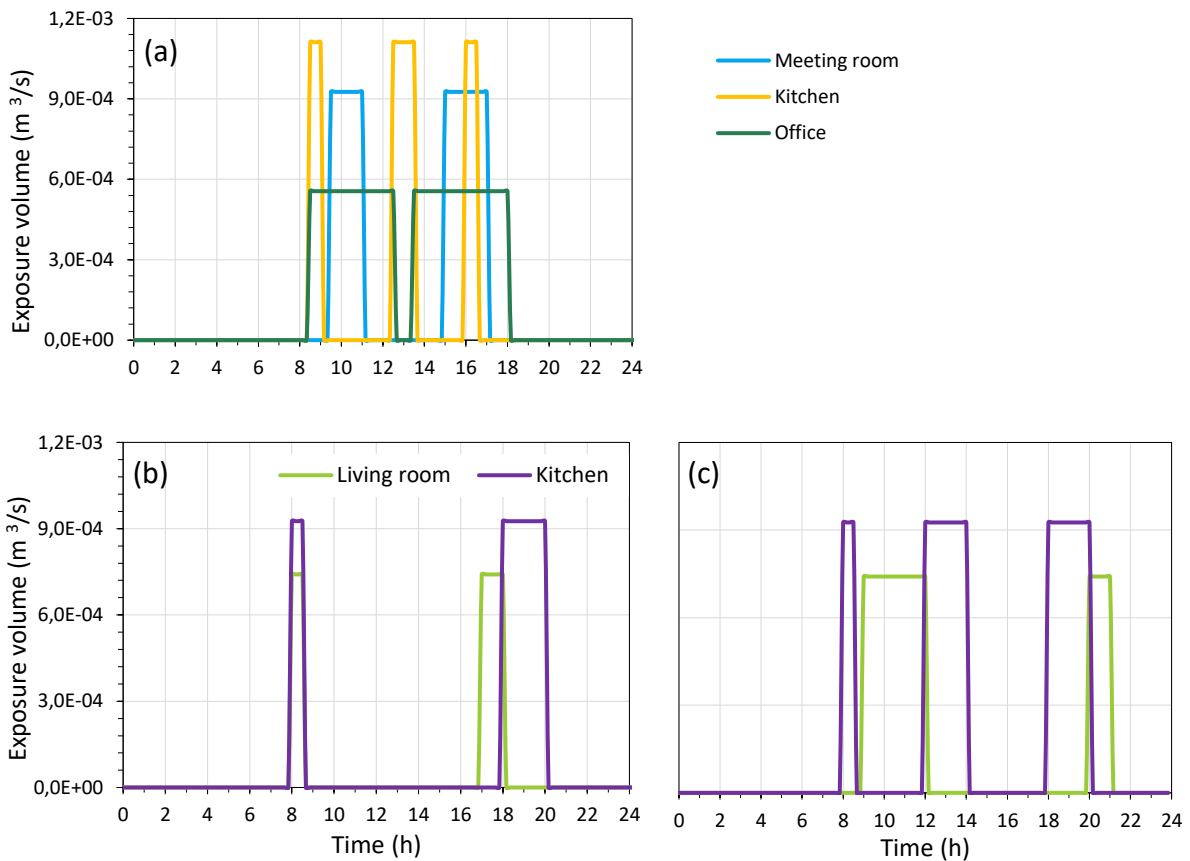 1,2E-03
9,0E-04
6,0E-04
3,0E-04
0,0E+00
Exposure volume (m ³/s)
(a)
0 2 4 6 8 10 12 14 16 18 20 22 24
Meeting room
Kitchen
Office
1,2E-03
9,0E-04
6,0E-04
3,0E-04
0,0E+00
Exposure volume (m ³/s)
(b)
Living room
Kitchen
0 2 4 6 8 10 12 14 16 18 20 22 24
Time (h)
(c)
0 2 4 6 8 10 12 14 16 18 20 22 24
Time (h)